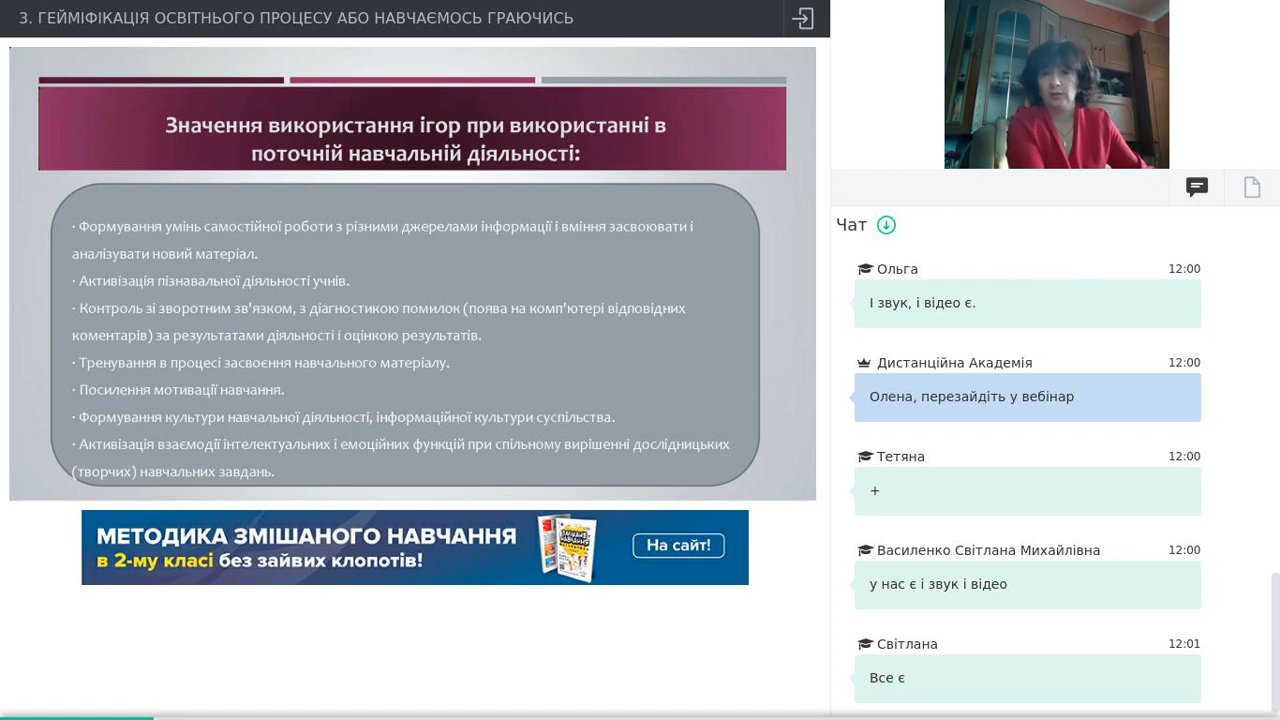 3. ГЕЙМІФІКАЦІЯ ОСВІТНЬОГО ПРОЦЕСУ АБО НАВЧАЄМОСЬ ГРАЮЧИСЬ
Значення використання ігор при використанні в
поточній навчальній діяльності:
· Формування умінь самостійної роботи з різними джерелами інформації і вміння засвоювати і
аналізувати новий матеріал.
· Активізація пізнавальної діяльності учнів.
· Контроль зі зворотним зв'язком, з діагностикою помилок (поява на комп'ютері відповідних
коментарів) за результатами діяльності і оцінкою результатів.
· Тренування в процесі засвоєння навчального матеріалу.
· Посилення мотивації навчання.
· Формування культури навчальної діяльності, інформаційної культури суспільства.
· Активізація взаємодії інтелектуальних і емоційних функцій при спільному вирішенні дослідницьких
(творчих) навчальних завдань.
МЕТОДИКА ЗМІШАНОГО НАВЧАННЯ
в 2-му класі без зайвих клопотів!
На сайт!
Чат
Ольга 12:00
І звук, і відео є.
Дистанційна Академія 12:00
Олена, перезайдіть у вебінар
Тетяна 12:00
+
Василенко Світлана Михайлівна 12:00
у нас є і звук і відео
Світлана 12:01
Все є